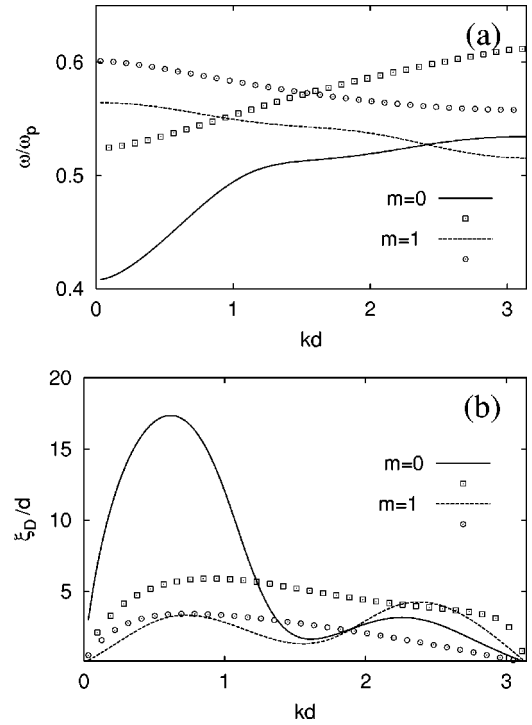 (a)
0.6
0.5
0.4
ω/ω_p
m=0
m=1
0 1 2 3
kd
(b)
20
15
10
5
ξ_D/d
m=0
m=1
0 1 2 3
kd